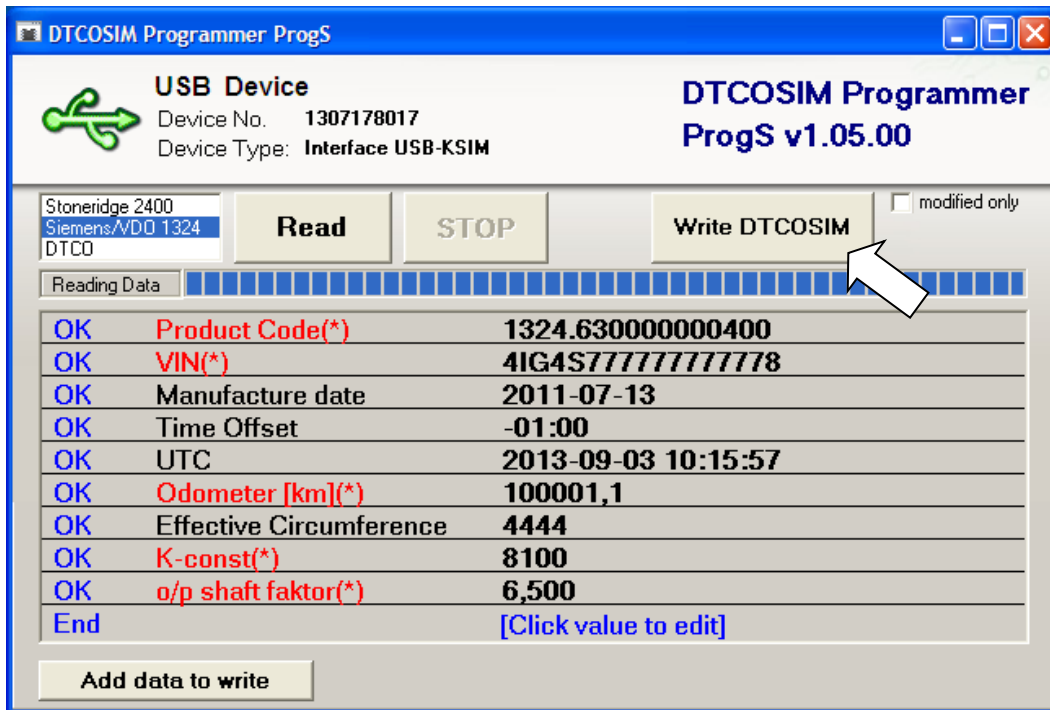 DTCOSIM Programmer ProgS
USB Device
Device No. 1307178017
Device Type: Interface USB-KSIM
DTCOSIM Programmer
ProgS v1.05.00
Stoneridge 2400
Siemens/VDO 1324
DTCO
Read
STOP
Write DTCOSIM
modified only
Reading Data
OK Product Code(*) 1324.630000000400
OK VIN(*) 4IG4S777777777778
OK Manufacture date 2011-07-13
OK Time Offset -01:00
OK UTC 2013-09-03 10:15:57
OK Odometer [km](*) 100001,1
OK Effective Circumference 4444
OK K-const(*) 8100
OK o/p shaft faktor(*) 6,500
End [Click value to edit]
Add data to write